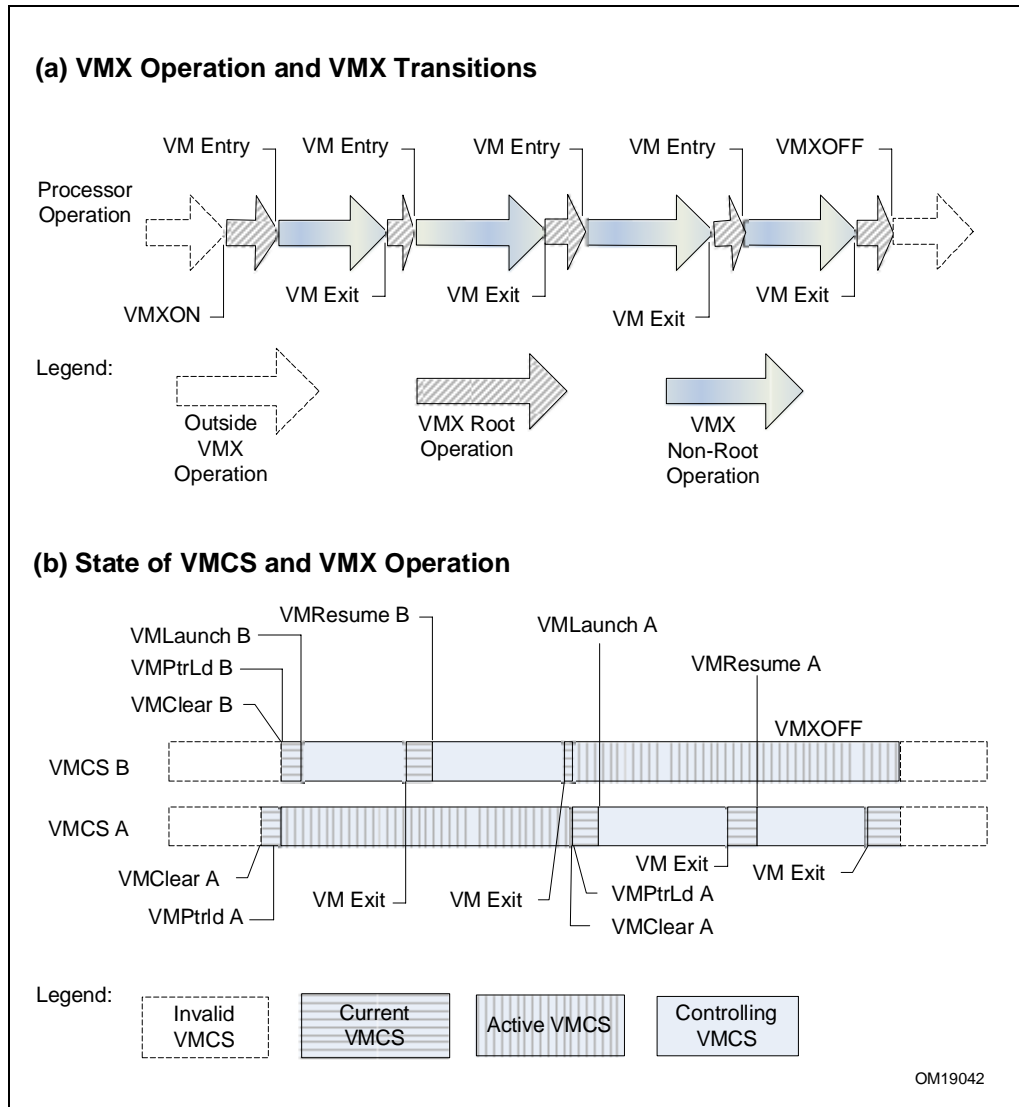 (a) VMX Operation and VMX Transitions
VM Entry
VM Entry
VM Entry
VM Entry
VMXOFF
Processor
Operation
VM Exit
VM Exit
VM Exit
VM Exit
VMXON
Legend:
Outside
VMX
Operation
VMX Root
Operation
VMX
Non-Root
Operation
(b) State of VMCS and VMX Operation
VMResume B
VMLaunch B
VMLaunch A
VMPtrLd B
VMResume A
VMClear B
VMXOFF
VMCS B
VMCS A
VMClear A
VM Exit
VM Exit
VM Exit
VM Exit
VMPtrld A
VMPtrLd A
VMClear A
Legend:
Invalid
VMCS
Current
VMCS
Active VMCS
Controlling
VMCS
OM19042